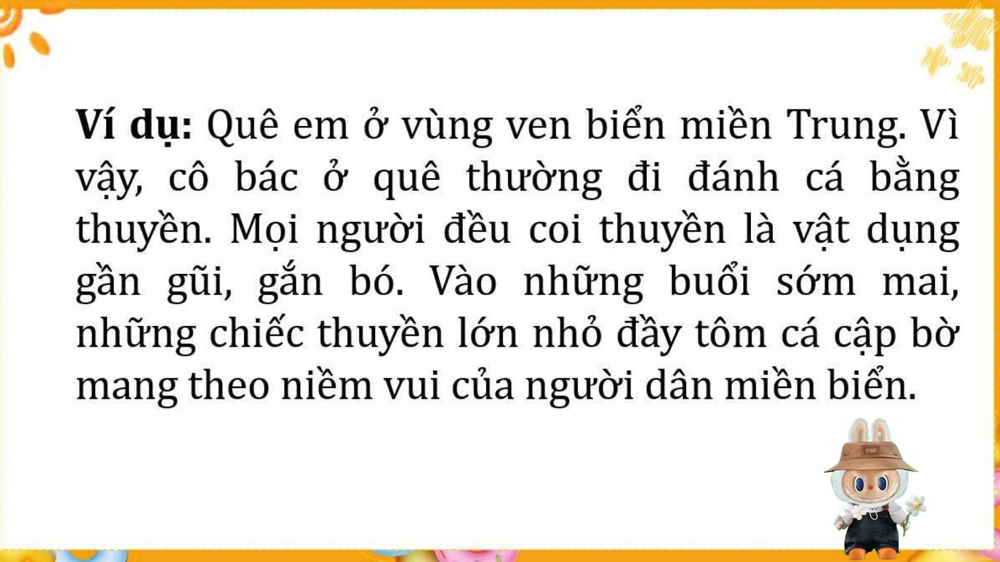 Ví dụ: Quê em ở vùng ven biển miền Trung. Vì
vậy, cô bác ở quê thường đi đánh cá bằng
thuyền. Mọi người đều coi thuyền là vật dụng
gần gũi, gắn bó. Vào những buổi sớm mai,
những chiếc thuyền lớn nhỏ đầy tôm cá cập bờ
mang theo niềm vui của người dân miền biển.
FIDE